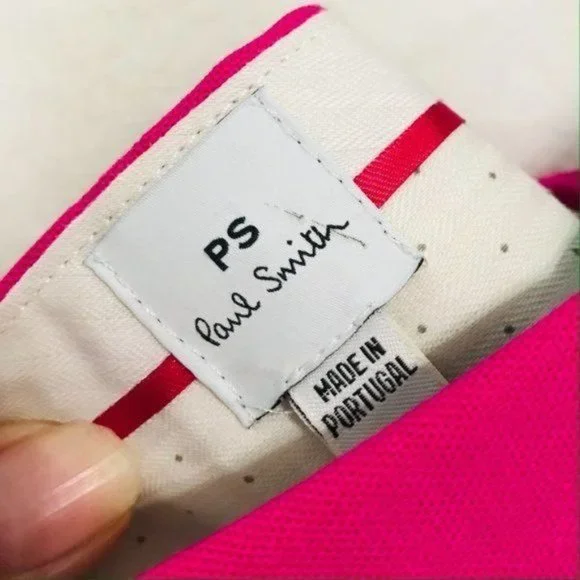 PS
Paul Smith
MADE IN
PORTUGAL